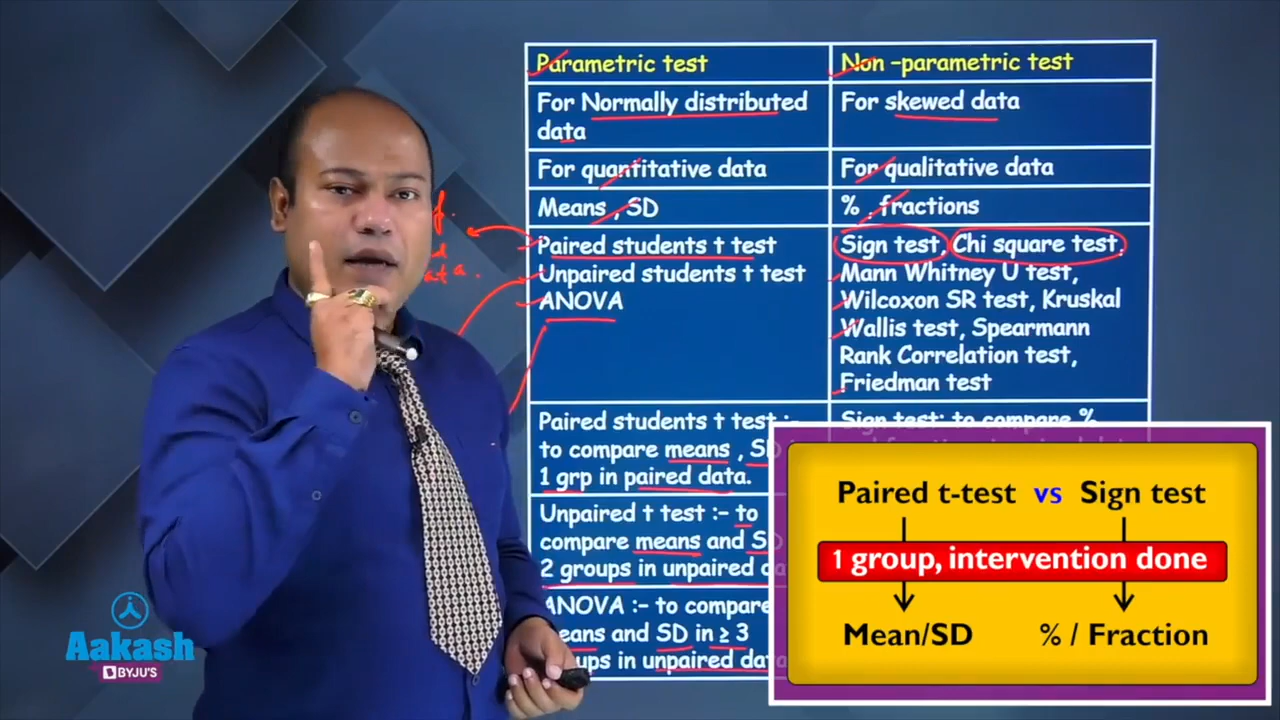 Parametric test
Non -parametric test
For Normally distributed
data
For skewed data
For quantitative data
For qualitative data
Means , SD
% , fractions
Paired students t test
Unpaired students t test
ANOVA
Sign test, Chi square test,
Mann Whitney U test,
Wilcoxon SR test, Kruskal
Wallis test, Spearmann
Rank Correlation test,
Friedman test
Paired students t test :-
to compare means , SD
1 grp in paired data.
Sign test: to compare %
Unpaired t test :- to
compare means and SD
2 groups in unpaired
ANOVA :- to compare
means and SD in ≥ 3
in unpaired data
Paired t-test vs Sign test
1 group, intervention done
Mean/SD
% / Fraction
Aakash
BYJU'S